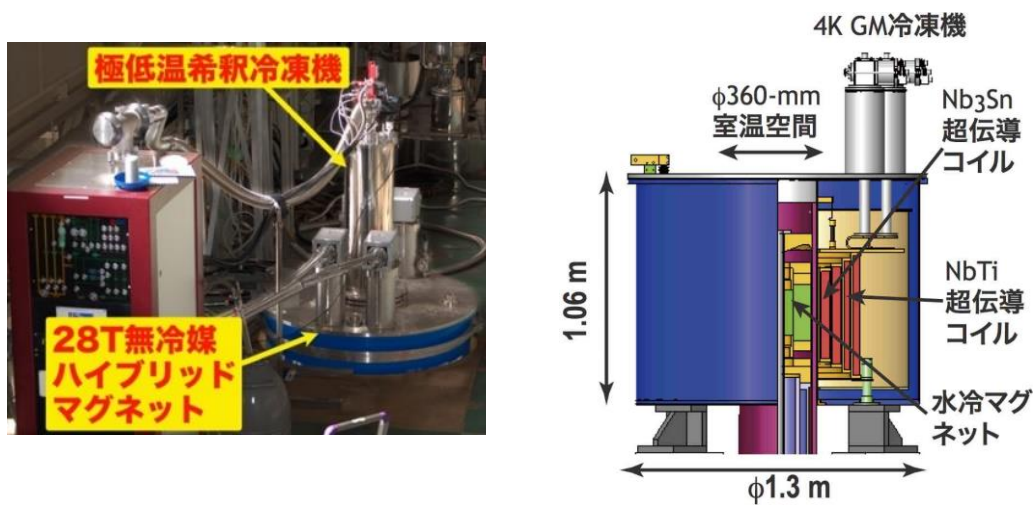 極低温希釈冷凍機
28T無冷媒
ハイブリッド
マグネット
4K GM冷凍機
φ360-mm
室温空間
Nb3Sn
超伝導
コイル
1.06 m
NbTi
超伝導
コイル
水冷マグ
ネット
φ1.3 m